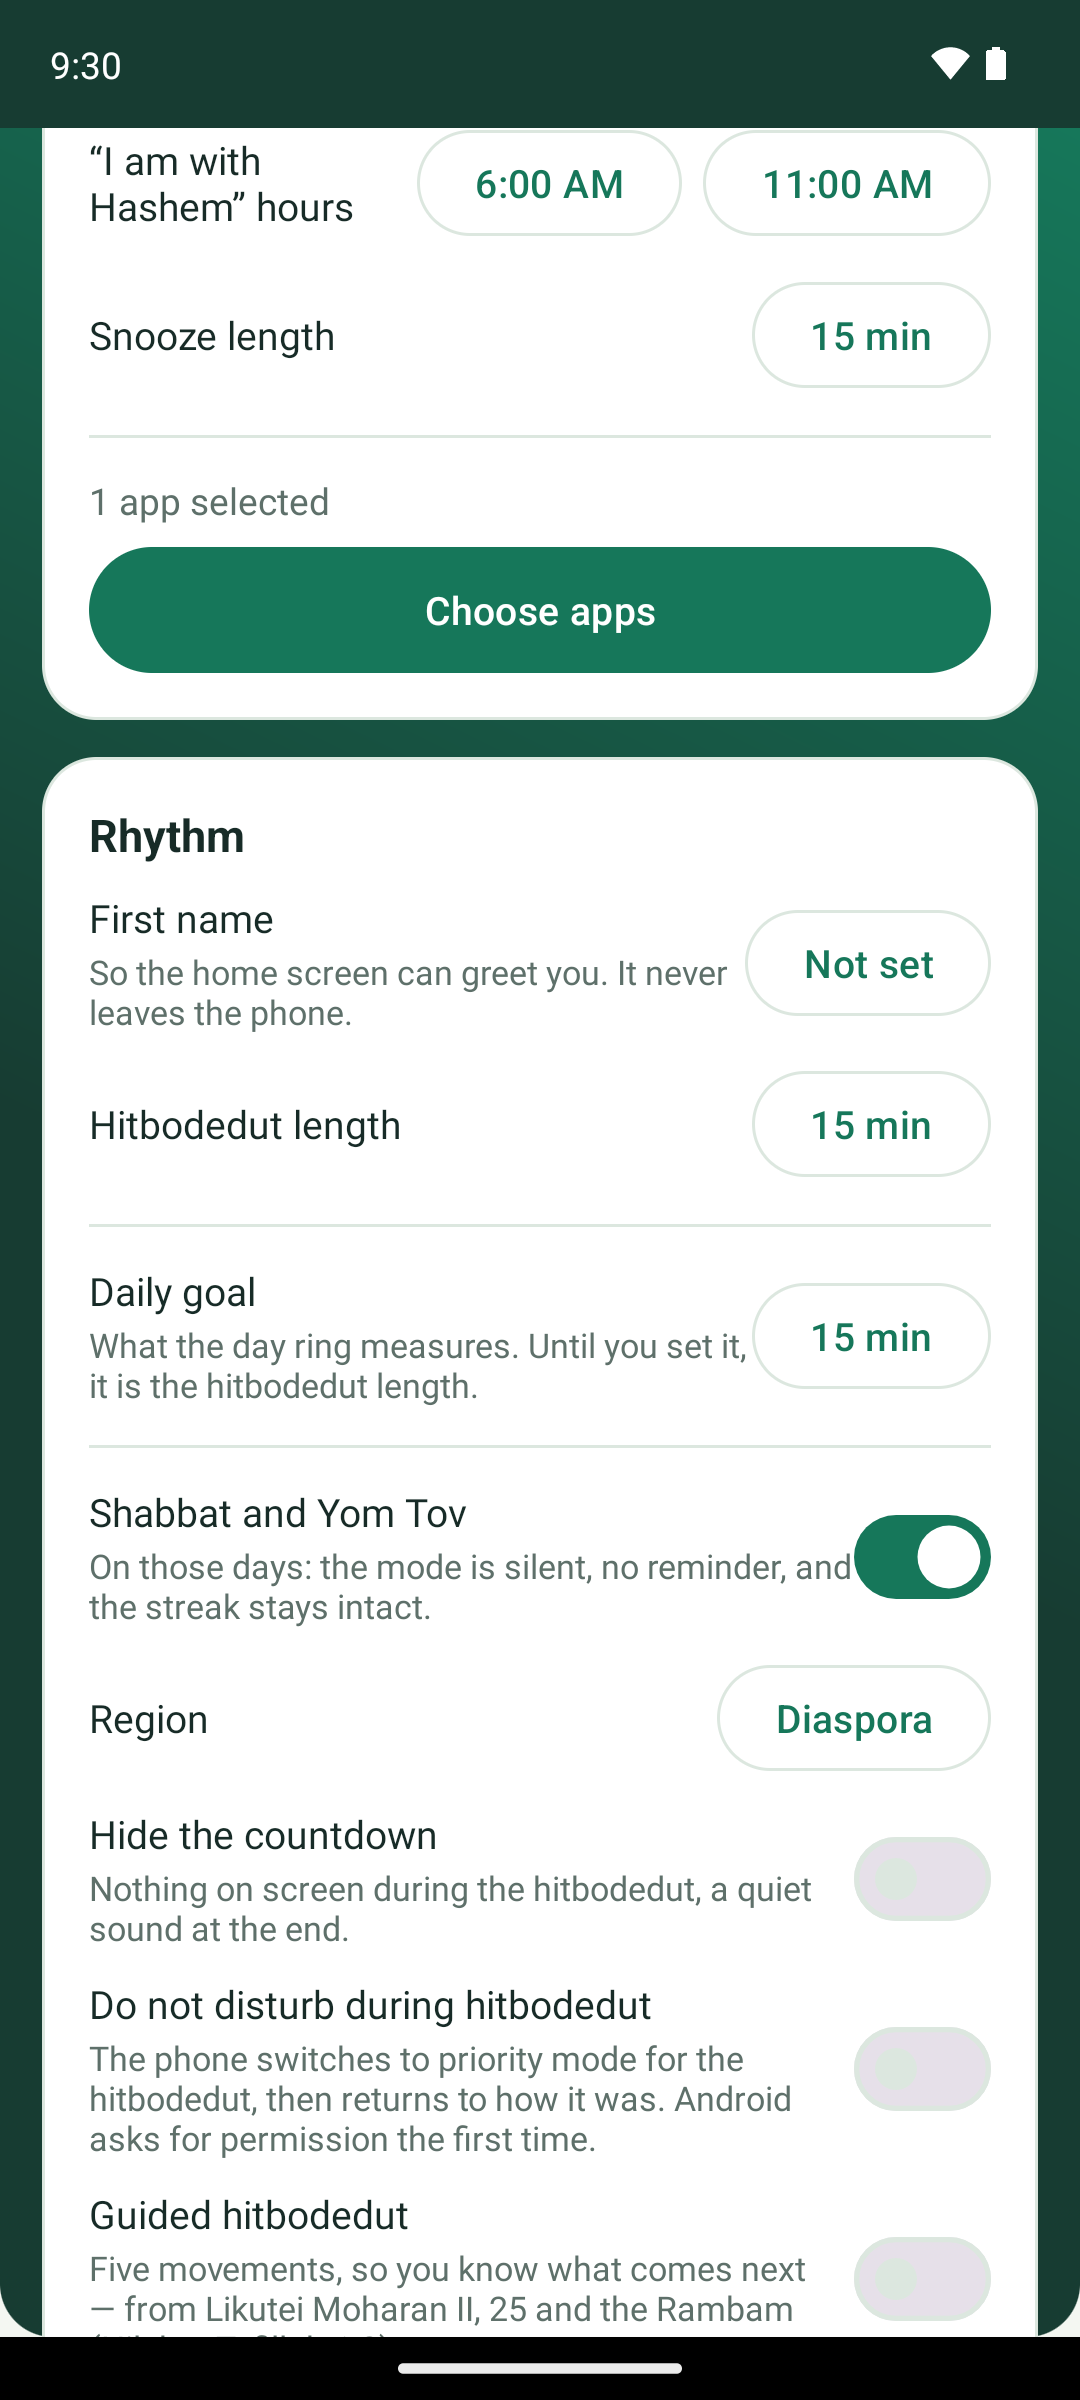 9:30
“I am with
Hashem” hours
6:00 AM
11:00 AM
Snooze length
15 min
1 app selected
Choose apps
Rhythm
First name
So the home screen can greet you. It never
leaves the phone.
Not set
Hitbodedut length
15 min
Daily goal
What the day ring measures. Until you set it,
it is the hitbodedut length.
15 min
Shabbat and Yom Tov
On those days: the mode is silent, no reminder, and
the streak stays intact.
Region
Diaspora
Hide the countdown
Nothing on screen during the hitbodedut, a quiet
sound at the end.
Do not disturb during hitbodedut
The phone switches to priority mode for the
hitbodedut, then returns to how it was. Android
asks for permission the first time.
Guided hitbodedut
Five movements, so you know what comes next
— from Likutei Moharan II, 25 and the Rambam